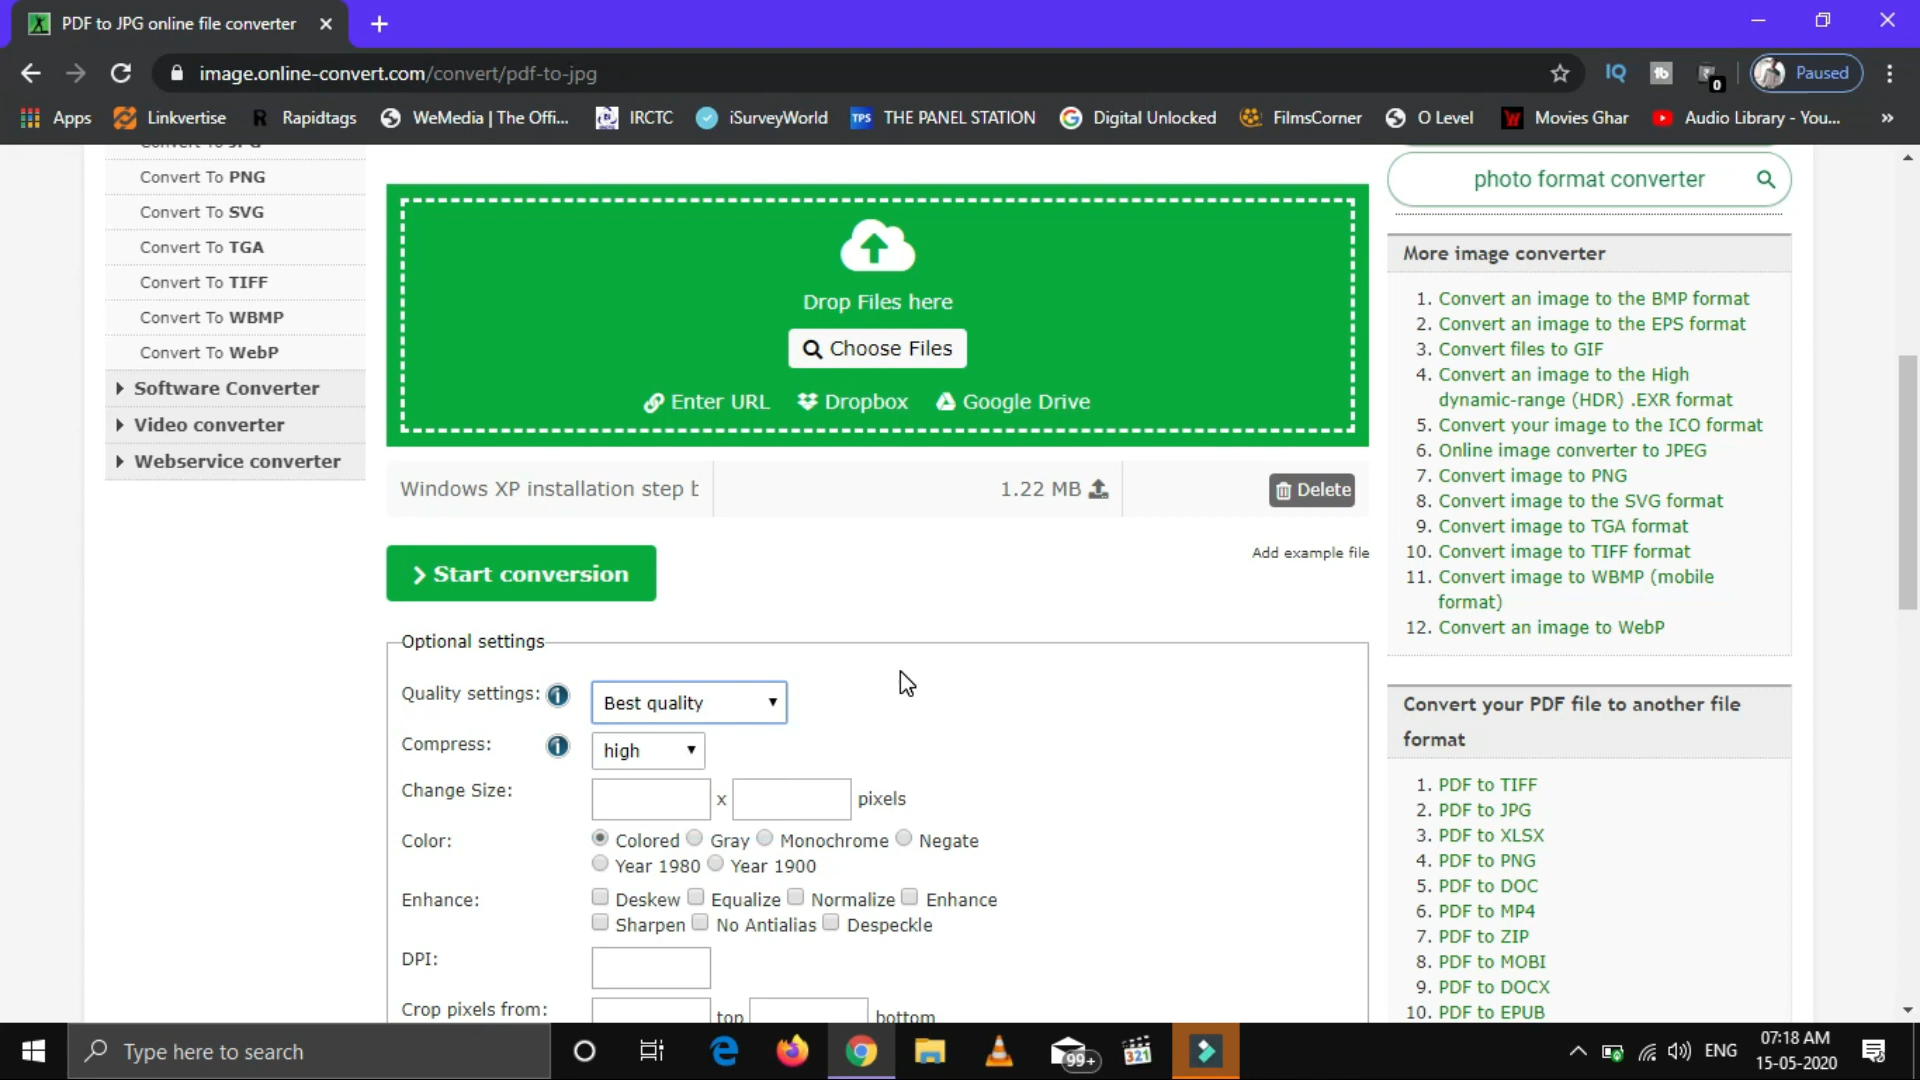 PDF to JPG online file converter
image.online-convert.com/convert/pdf-to-jpg
IQ
0
Paused
Apps
Linkvertise
Rapidtags
WeMedia | The Offi...
IRCTC
iSurveyWorld
TPS THE PANEL STATION
Digital Unlocked
FilmsCorner
O Level
Movies Ghar
Audio Library - You...
»
Convert To PNG
Convert To SVG
Convert To TGA
Convert To TIFF
Convert To WBMP
Convert To WebP
Software Converter
Video converter
Webservice converter
Drop Files here
Choose Files
Enter URL Dropbox Google Drive
Windows XP installation step b
1.22 MB
Delete
Start conversion
Add example file
Optional settings
Quality settings: Best quality
Compress: high
Change Size: x pixels
Color: Colored Gray Monochrome Negate
Year 1980 Year 1900
Enhance: Deskew Equalize Normalize Enhance
Sharpen No Antialias Despeckle
DPI:
Crop pixels from: top bottom
photo format converter
More image converter
1. Convert an image to the BMP format
2. Convert an image to the EPS format
3. Convert files to GIF
4. Convert an image to the High
dynamic-range (HDR) .EXR format
5. Convert your image to the ICO format
6. Online image converter to JPEG
7. Convert image to PNG
8. Convert image to the SVG format
9. Convert image to TGA format
10. Convert image to TIFF format
11. Convert image to WBMP (mobile
format)
12. Convert an image to WebP
Convert your PDF file to another file
format
1. PDF to TIFF
2. PDF to JPG
3. PDF to XLSX
4. PDF to PNG
5. PDF to DOC
6. PDF to MP4
7. PDF to ZIP
8. PDF to MOBI
9. PDF to DOCX
10. PDF to EPUB
Type here to search
99+
321
ENG
07:18 AM
15-05-2020